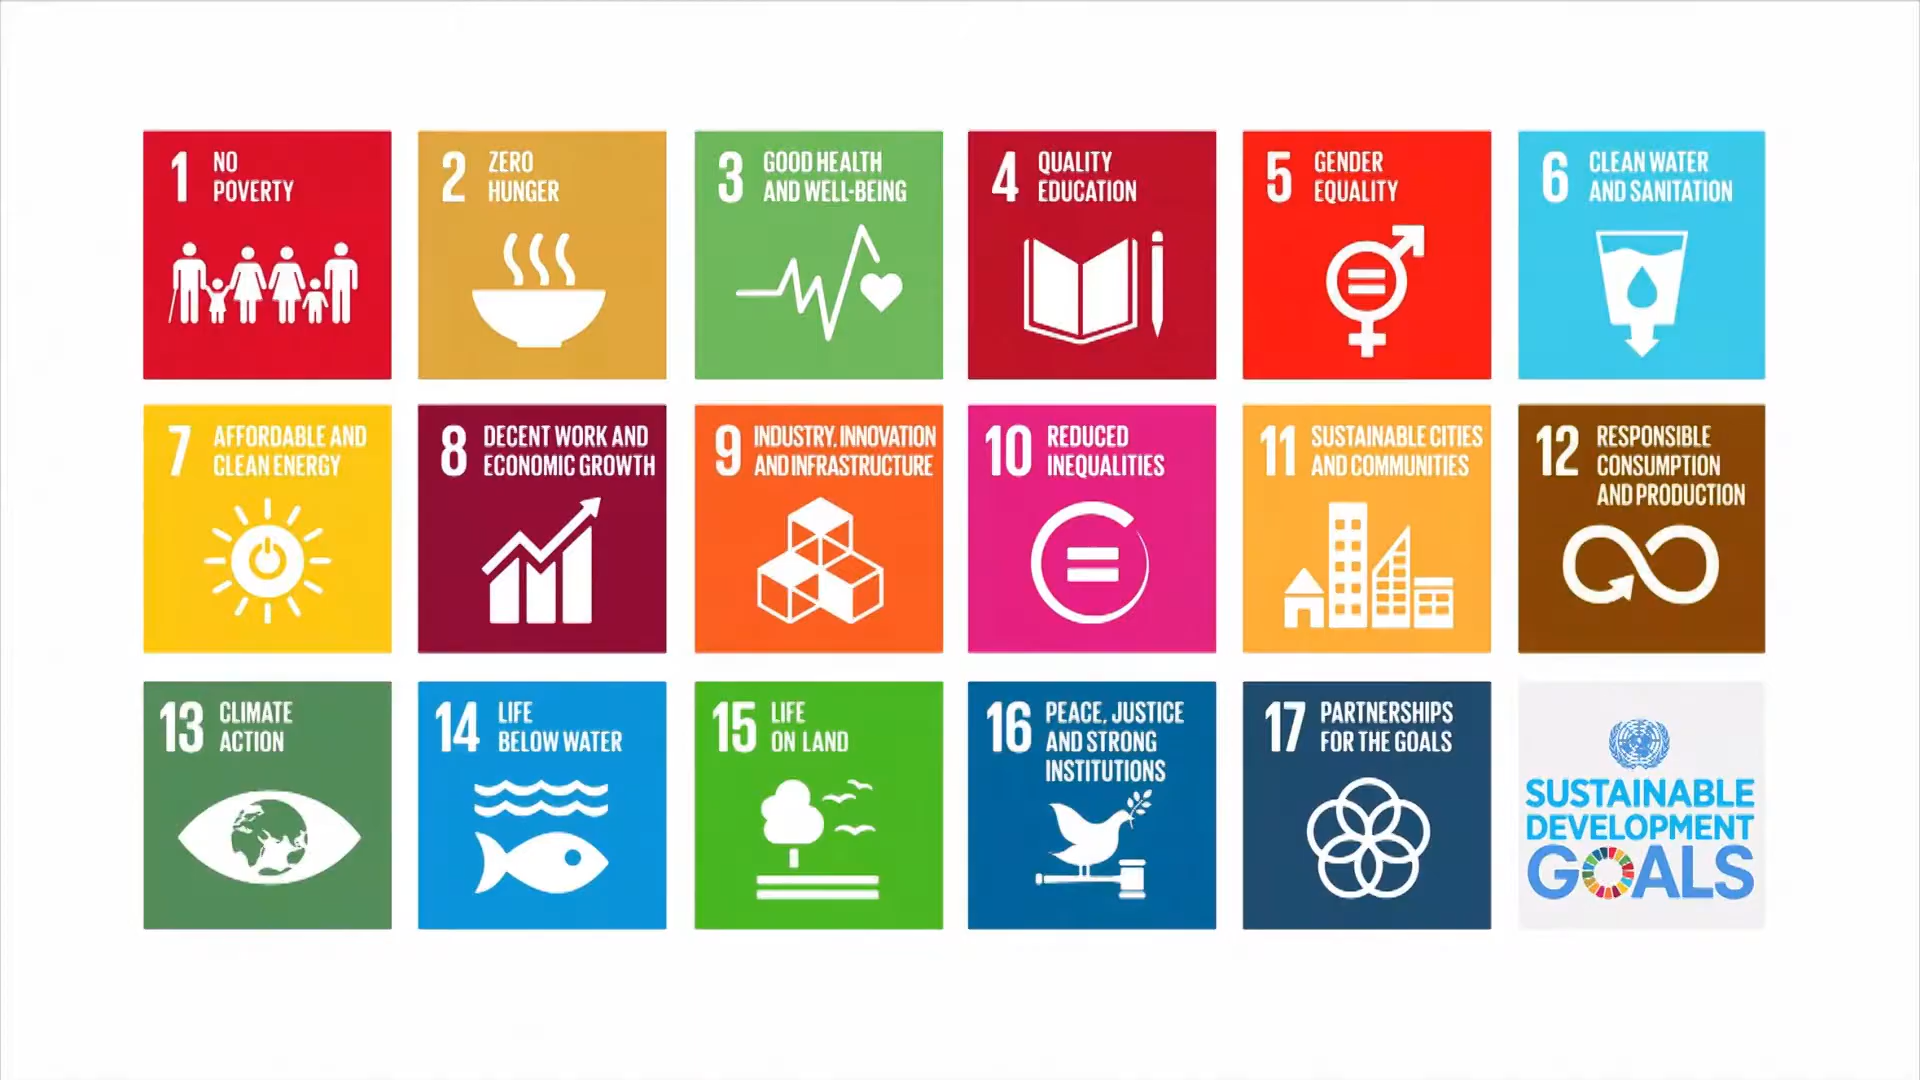 1 NO
POVERTY
2 ZERO
HUNGER
3 GOOD HEALTH
AND WELL-BEING
4 QUALITY
EDUCATION
5 GENDER
EQUALITY
6 CLEAN WATER
AND SANITATION
7 AFFORDABLE AND
CLEAN ENERGY
8 DECENT WORK AND
ECONOMIC GROWTH
9 INDUSTRY, INNOVATION
AND INFRASTRUCTURE
10 REDUCED
INEQUALITIES
11 SUSTAINABLE CITIES
AND COMMUNITIES
12 RESPONSIBLE
CONSUMPTION
AND PRODUCTION
13 CLIMATE
ACTION
14 LIFE
BELOW WATER
15 LIFE
ON LAND
16 PEACE, JUSTICE
AND STRONG
INSTITUTIONS
17 PARTNERSHIPS
FOR THE GOALS
SUSTAINABLE
DEVELOPMENT
GOALS